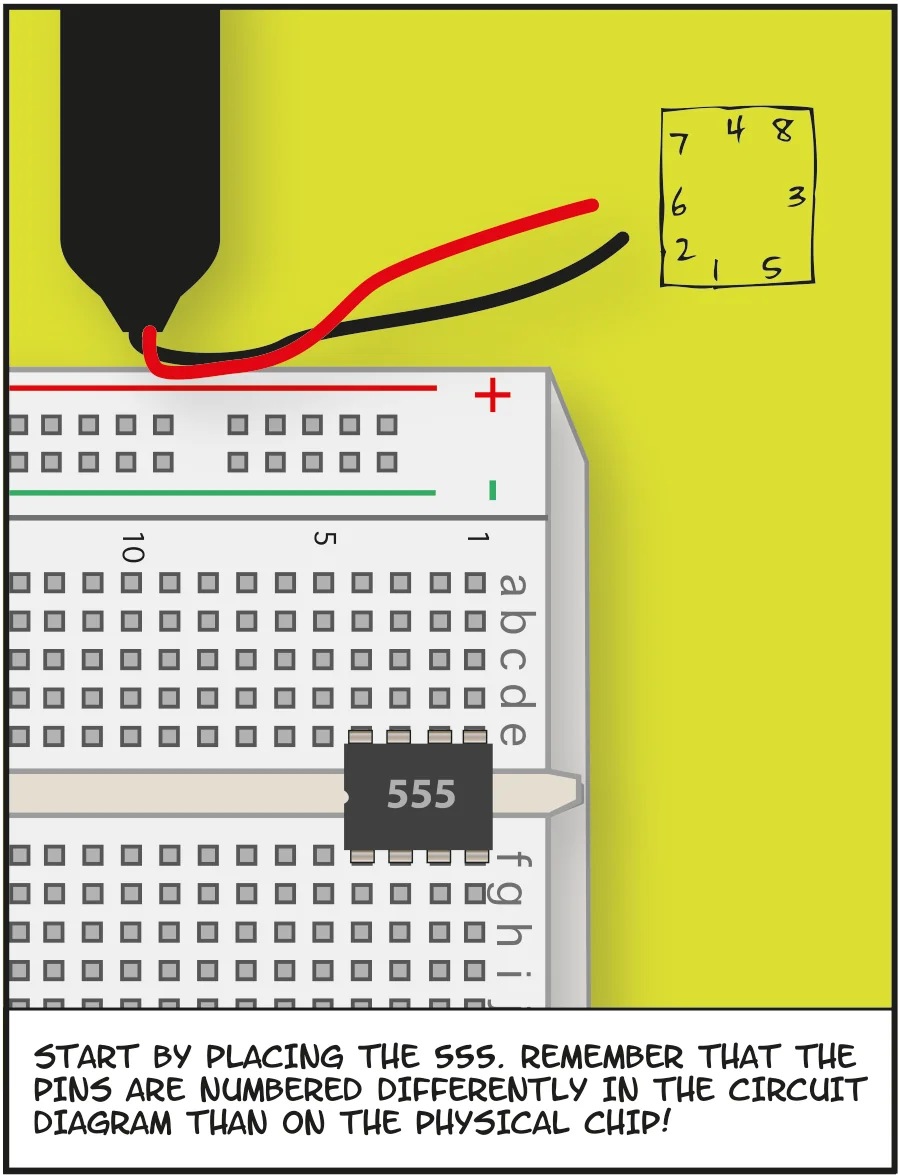 7 4 8
6 3
2
1 5
+
-
10 5 1
a
b
c
d
e
555
f
g
h
i
START BY PLACING THE 555. REMEMBER THAT THE
PINS ARE NUMBERED DIFFERENTLY IN THE CIRCUIT
DIAGRAM THAN ON THE PHYSICAL CHIP!